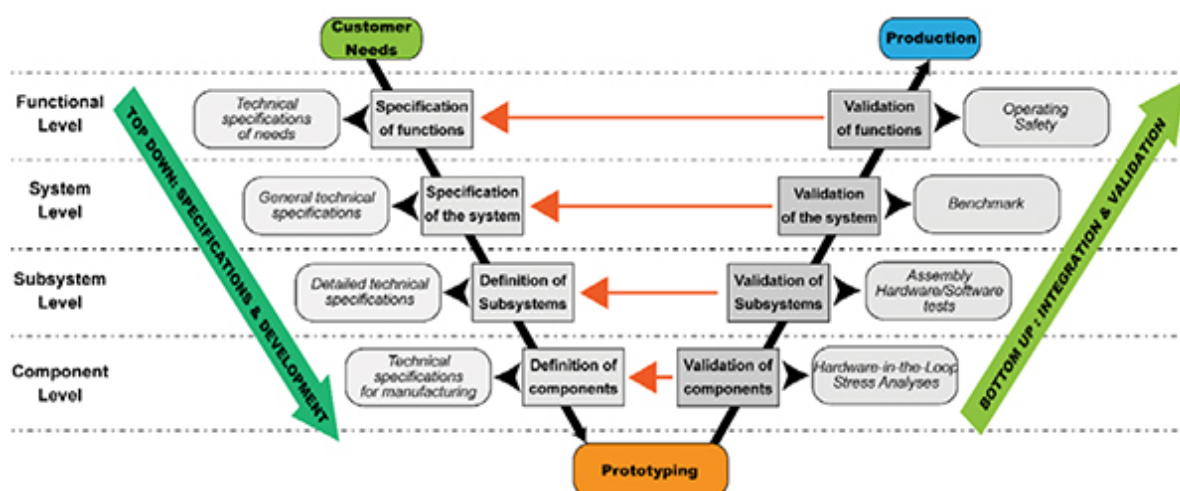 Customer
Needs
Production
Functional
Level
Technical
specifications
of needs
Specification
of functions
Validation
of functions
Operating
Safety
System
Level
General technical
specifications
Specification
of the system
Validation
of the system
Benchmark
Subsystem
Level
Detailed technical
specifications
Definition of
Subsystems
Validation of
Subsystems
Assembly
Hardware/Software
tests
Component
Level
Technical
specifications
for manufacturing
Definition of
components
Validation of
components
Hardware-in-the-Loop
Stress Analyses
Prototyping
TOP DOWN: SPECIFICATIONS & DEVELOPMENT
BOTTOM UP : INTEGRATION & VALIDATION